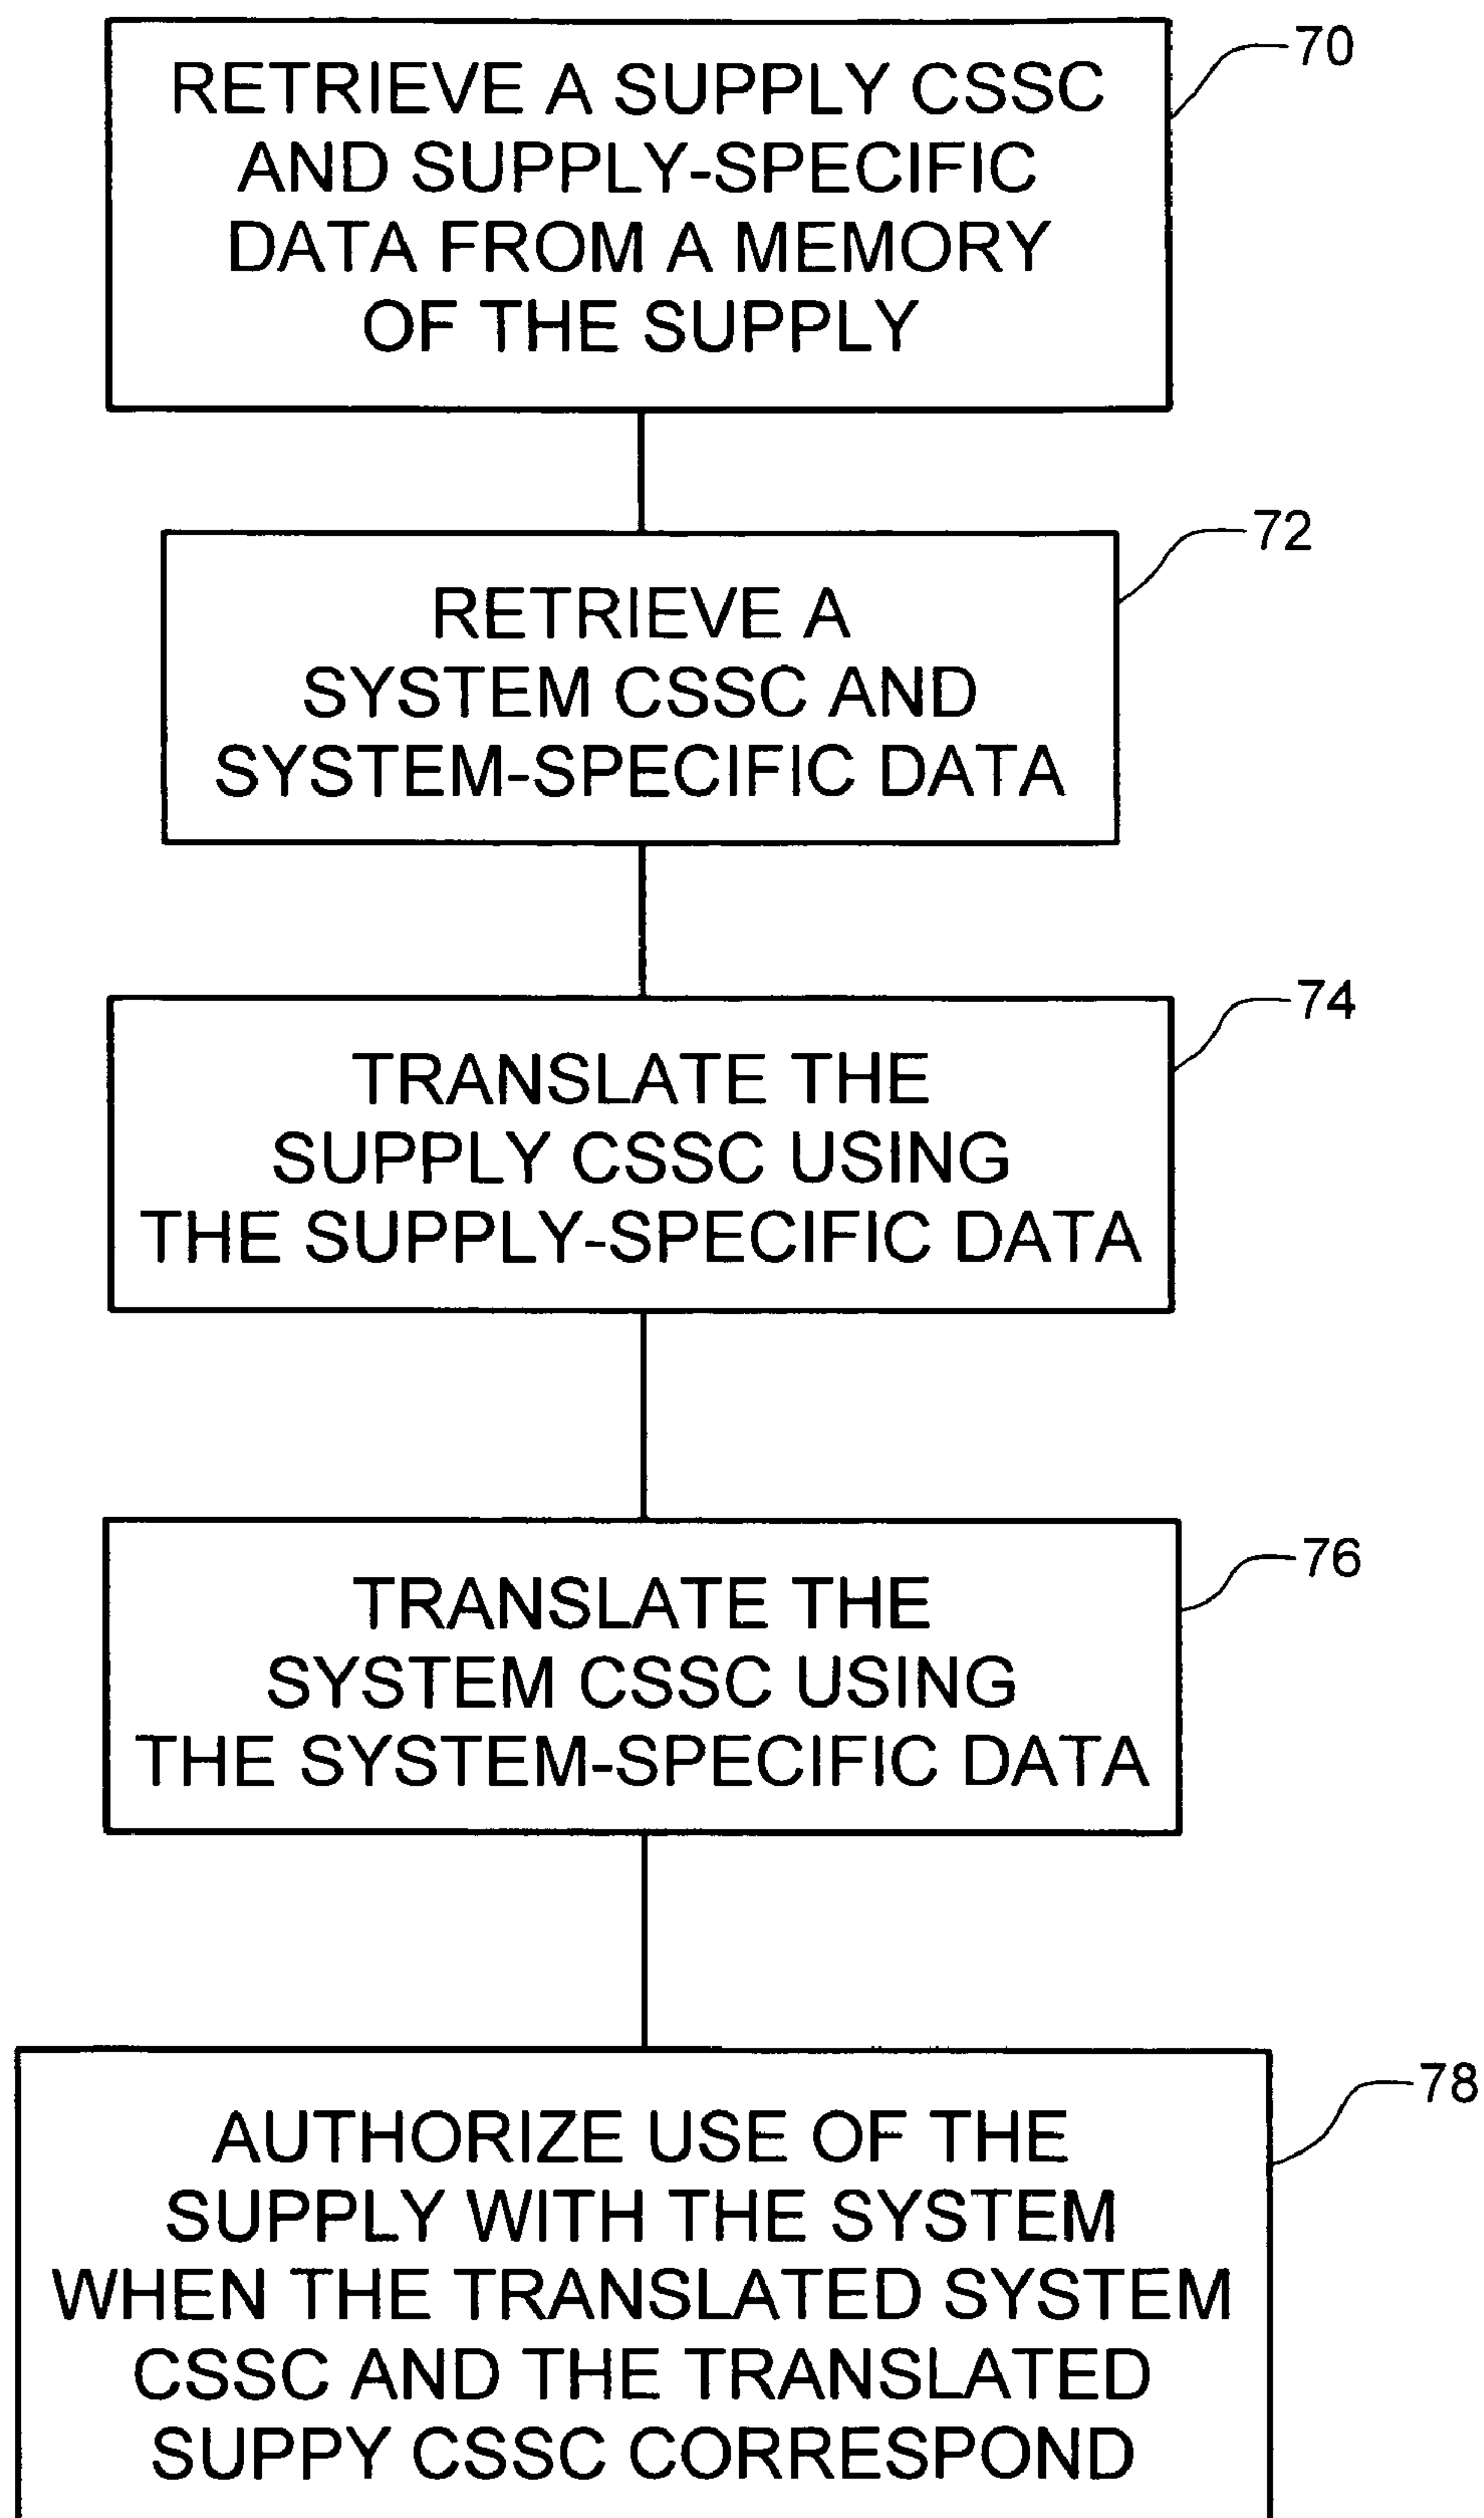 RETRIEVE A SUPPLY CSSC
AND SUPPLY-SPECIFIC
DATA FROM A MEMORY
OF THE SUPPLY
70
RETRIEVE A
SYSTEM CSSC AND
SYSTEM-SPECIFIC DATA
72
TRANSLATE THE
SUPPLY CSSC USING
THE SUPPLY-SPECIFIC DATA
74
TRANSLATE THE
SYSTEM CSSC USING
THE SYSTEM-SPECIFIC DATA
76
AUTHORIZE USE OF THE
SUPPLY WITH THE SYSTEM
WHEN THE TRANSLATED SYSTEM
CSSC AND THE TRANSLATED
SUPPY CSSC CORRESPOND
78